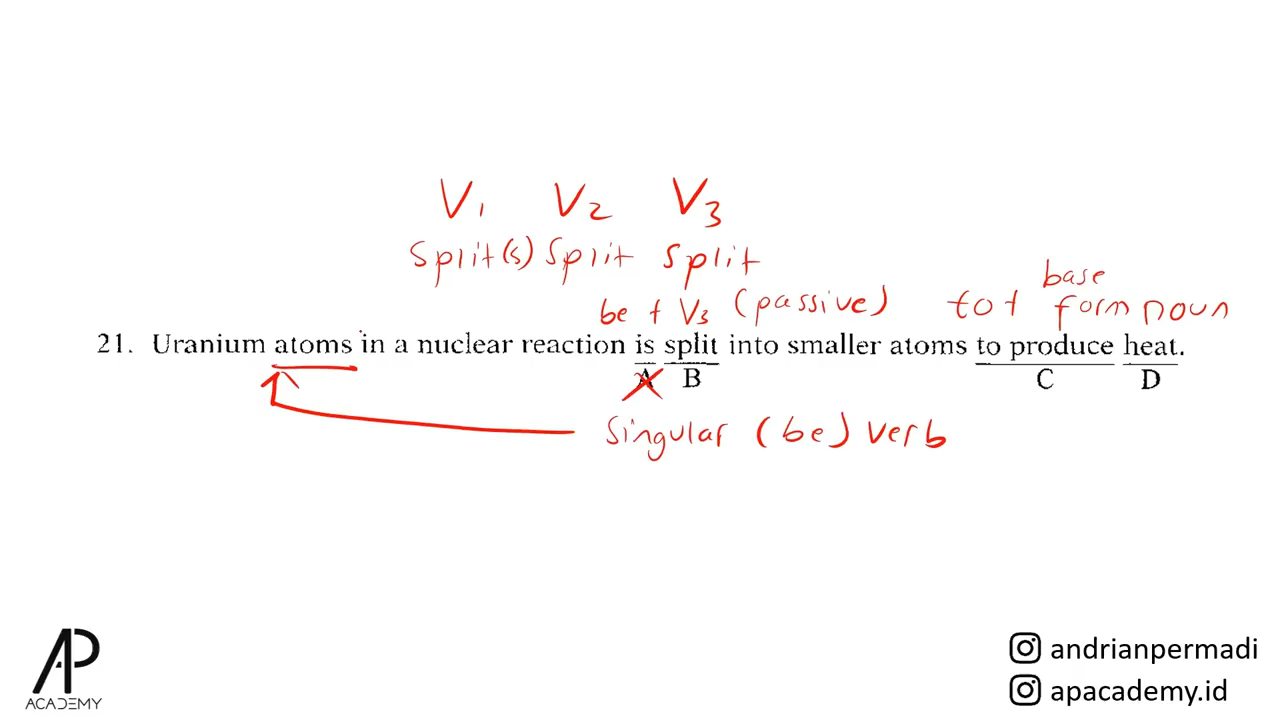 V1 V2 V3
Split(s) Split Split
base
be + V3 (passive) to + form noun
21. Uranium atoms in a nuclear reaction is split into smaller atoms to produce heat.
A B C D
Singular (be) verb
AP
ACADEMY
andrianpermadi
apacademy.id